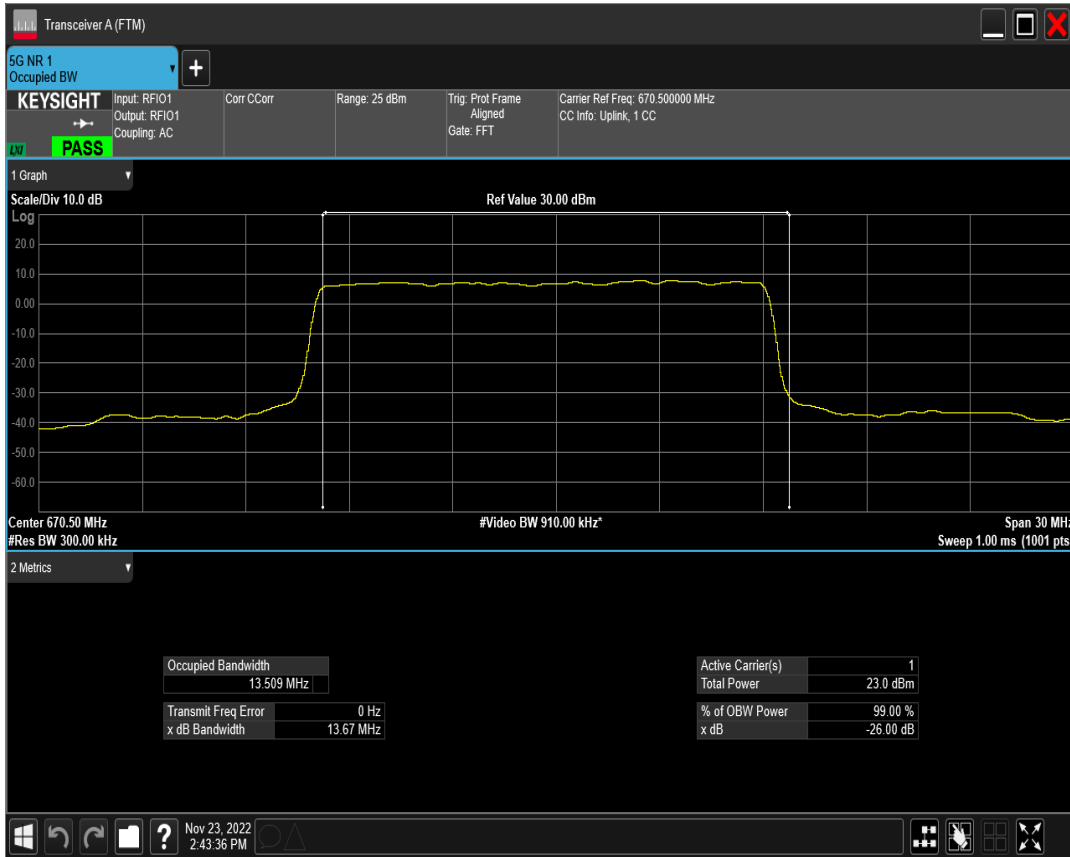 Transceiver A (FTM)
5G NR 1
Occupied BW
+
KEYSIGHT
LXI
PASS
Input: RFIO1
Output: RFIO1
Coupling: AC
Corr CCorr
Range: 25 dBm
Trig: Prot Frame
Aligned
Gate: FFT
Carrier Ref Freq: 670.500000 MHz
CC Info: Uplink, 1 CC
1 Graph
Scale/Div 10.0 dB
Ref Value 30.00 dBm
Log
20.0
10.0
0.00
-10.0
-20.0
-30.0
-40.0
-50.0
-60.0
Center 670.50 MHz
#Video BW 910.00 kHz*
Span 30 MHz
#Res BW 300.00 kHz
Sweep 1.00 ms (1001 pts
2 Metrics
Occupied Bandwidth
13.509 MHz
Transmit Freq Error 0 Hz
x dB Bandwidth 13.67 MHz
Active Carrier(s) 1
Total Power 23.0 dBm
% of OBW Power 99.00 %
x dB -26.00 dB
?
Nov 23, 2022
2:43:36 PM